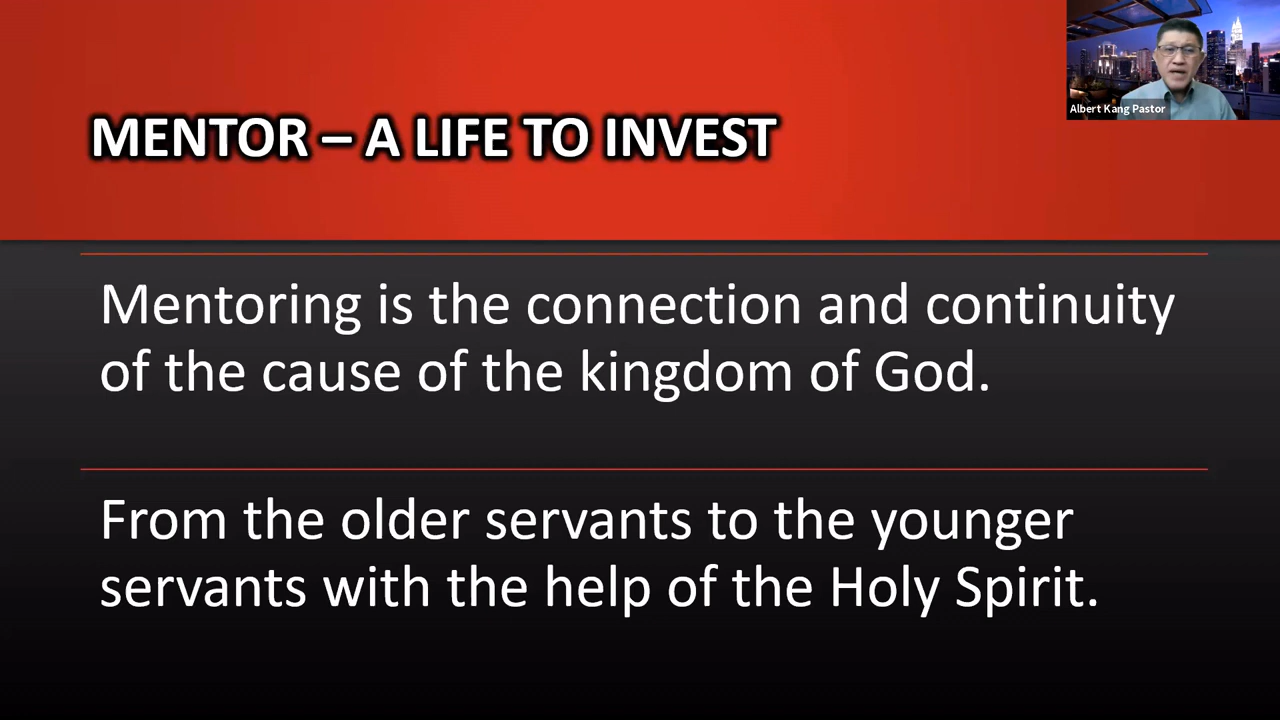 Albert Kang Pastor
MENTOR – A LIFE TO INVEST
Mentoring is the connection and continuity
of the cause of the kingdom of God.
From the older servants to the younger
servants with the help of the Holy Spirit.